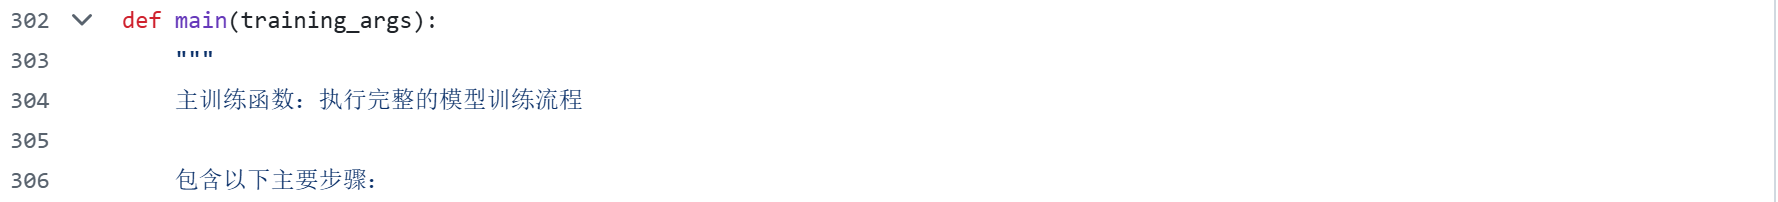 302 def main(training_args):
303 """
304 主训练函数：执行完整的模型训练流程
305
306 包含以下主要步骤：